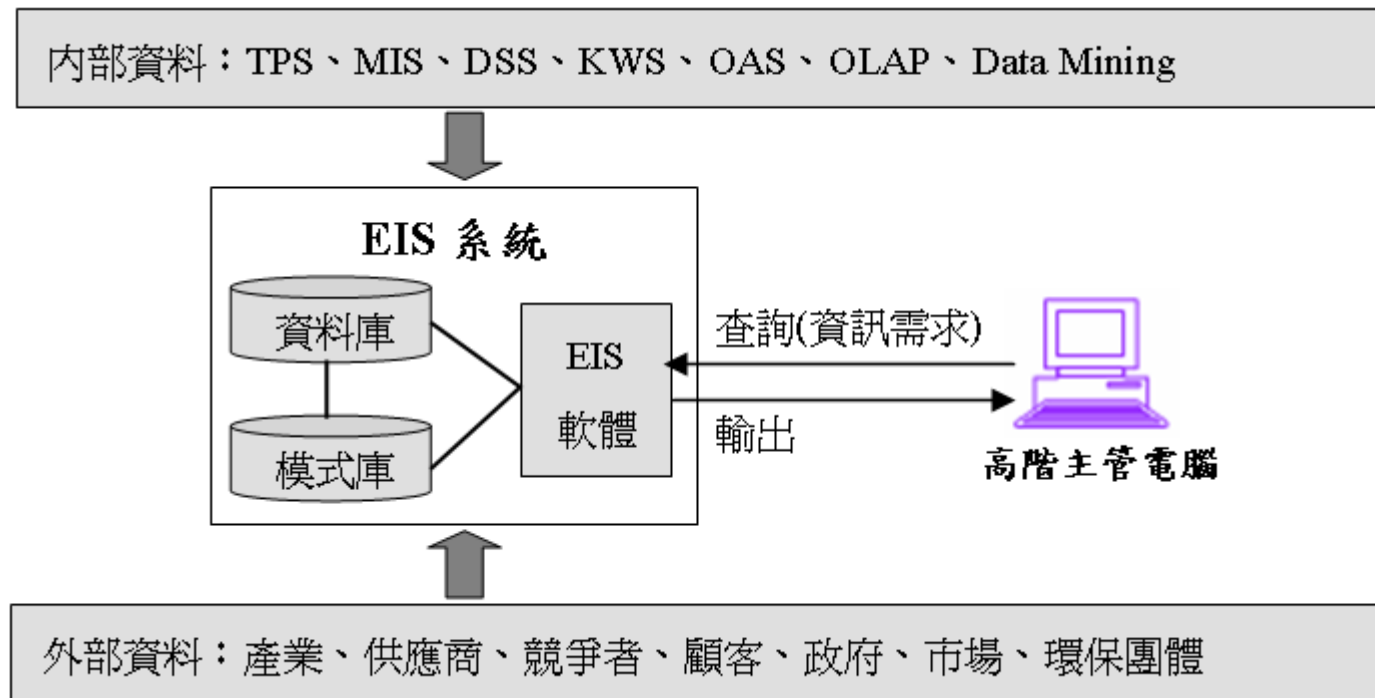 內部資料：TPS、MIS、DSS、KWS、OAS、OLAP、Data Mining
EIS 系統
資料庫
模式庫
EIS
軟體
查詢(資訊需求)
輸出
高階主管電腦
外部資料：產業、供應商、競爭者、顧客、政府、市場、環保團體